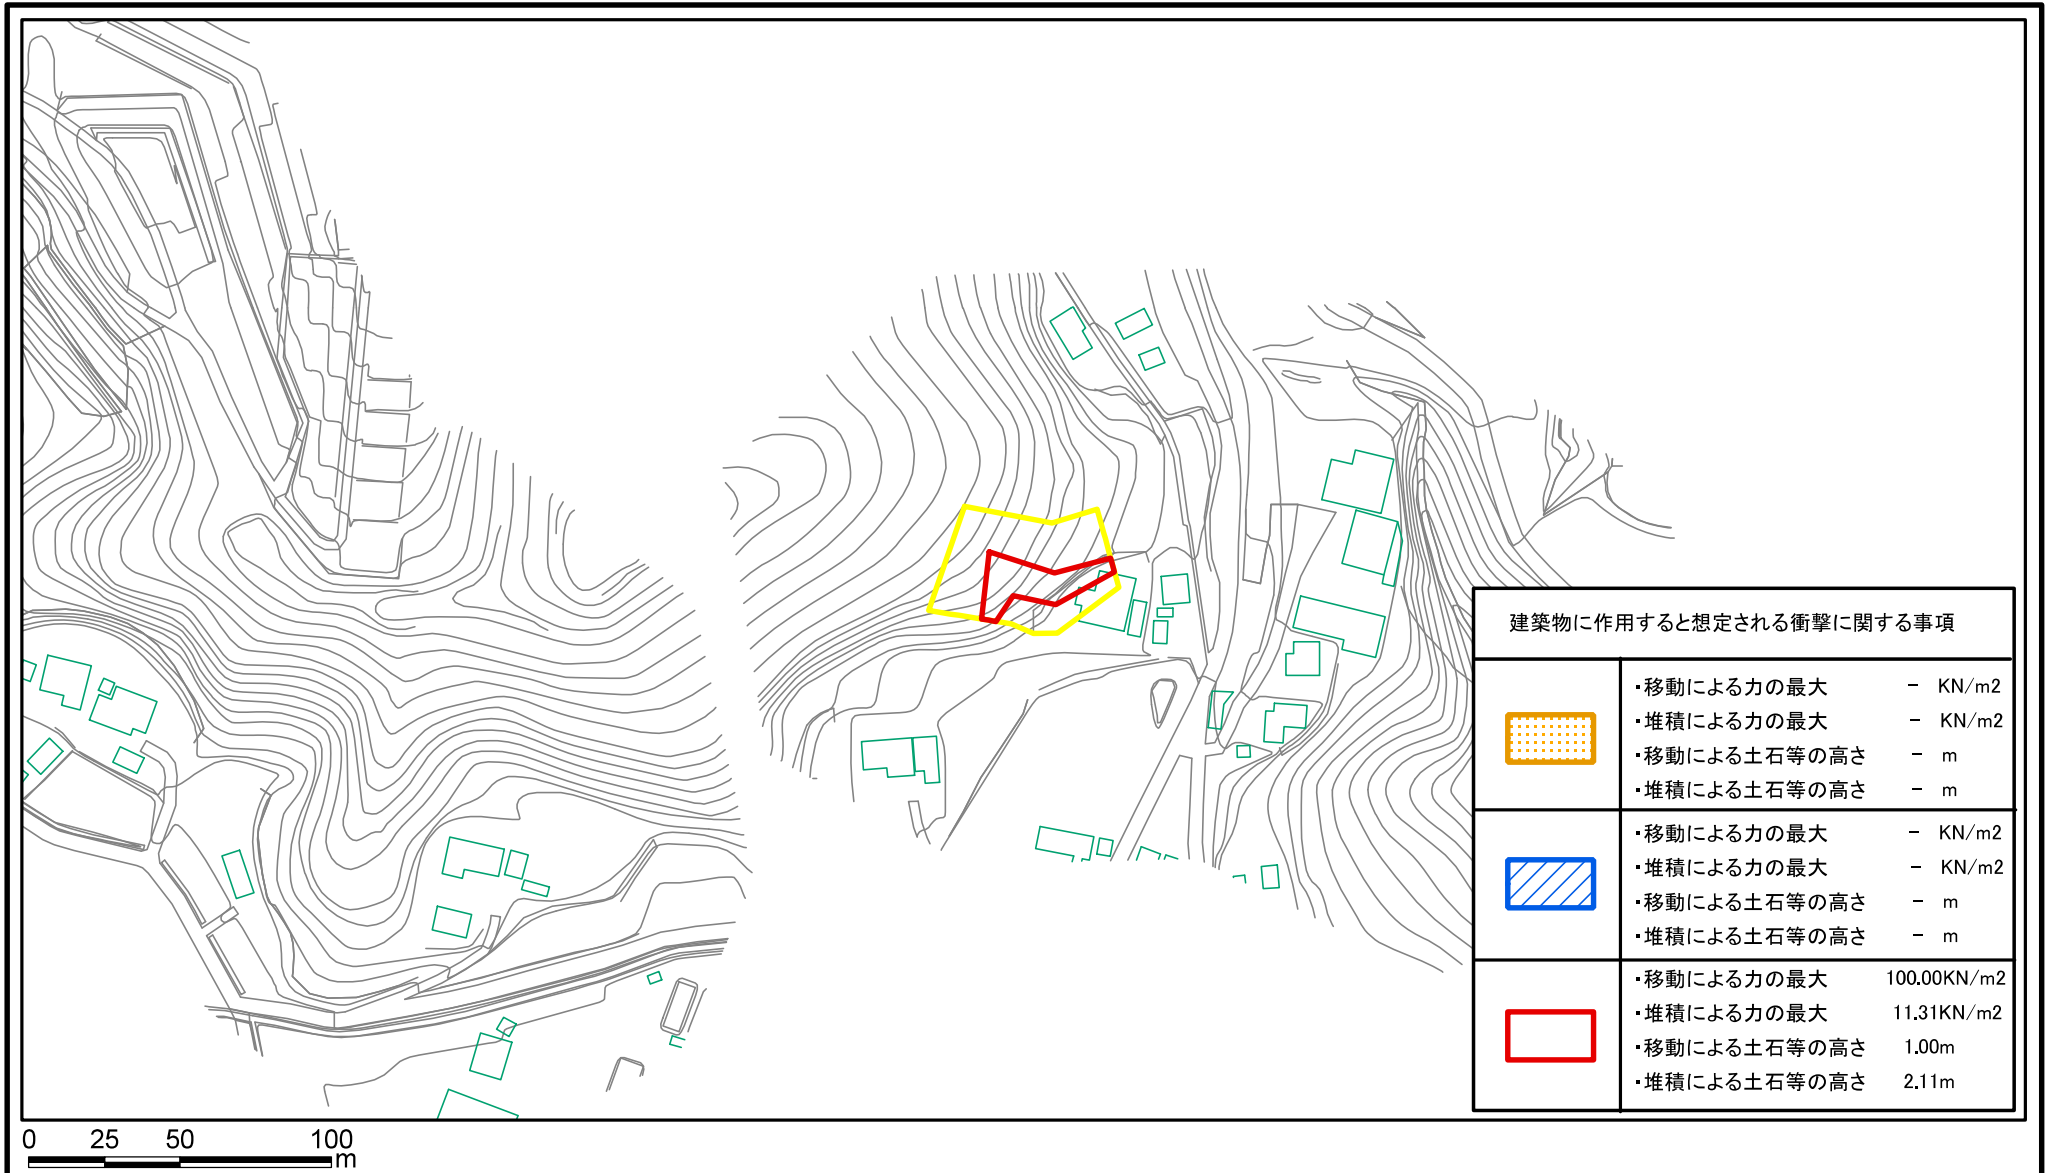 建築物に作用すると想定される衝撃に関する事項
・移動による力の最大 － KN/m2
・堆積による力の最大 － KN/m2
・移動による土石等の高さ － m
・堆積による土石等の高さ － m
・移動による力の最大 － KN/m2
・堆積による力の最大 － KN/m2
・移動による土石等の高さ － m
・堆積による土石等の高さ － m
・移動による力の最大 100.00KN/m2
・堆積による力の最大 11.31KN/m2
・移動による土石等の高さ 1.00m
・堆積による土石等の高さ 2.11m
0 25 50 100
m